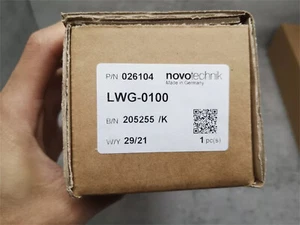 P/N 026104 novotechnik
Made in Germany
LWG-0100
B/N 205255 /K
W/Y 29/21 1 pc(s)